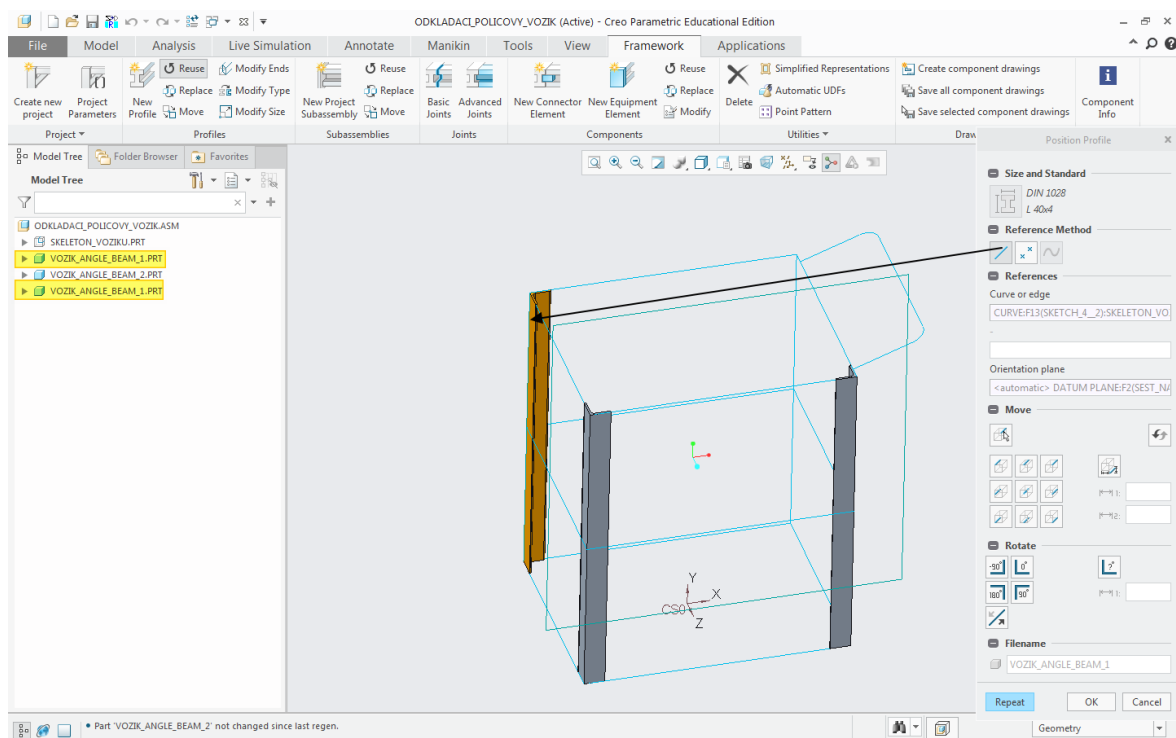 ODKLADACI_POLICOVY_VOZIK (Active) - Creo Parametric Educational Edition
File Model Analysis Live Simulation Annotate Manikin Tools View Framework Applications
Reuse Modify Ends Reuse Reuse Simplified Representations Create component drawings
Replace Modify Type Replace Replace Automatic UDFs Save all component drawings
Create new project Project Parameters New Profile Move Modify Size New Project Subassembly Move Basic Joints Advanced Joints New Connector Element New Equipment Element Modify Delete Point Pattern Save selected component drawings Component Info
Project Profiles Subassemblies Joints Components Utilities Draw
Model Tree Folder Browser Favorites
Model Tree
ODKLADACI_POLICOVY_VOZIK.ASM
SKELETON_VOZIKU.PRT
VOZIK_ANGLE_BEAM_1.PRT
VOZIK_ANGLE_BEAM_2.PRT
VOZIK_ANGLE_BEAM_1.PRT
Y
X
CS0
Z
Position Profile
Size and Standard
DIN 1028
L 40x4
Reference Method
References
Curve or edge
CURVE:F13(SKETCH_4__2):SKELETON_VO
-
Orientation plane
<automatic> DATUM PLANE:F2(SEST_NA
Move
1:
2:
Rotate
-90° 0° ?°
180° 90° 1:
Filename
VOZIK_ANGLE_BEAM_1
Repeat OK Cancel
• Part 'VOZIK_ANGLE_BEAM_2' not changed since last regen.
Geometry